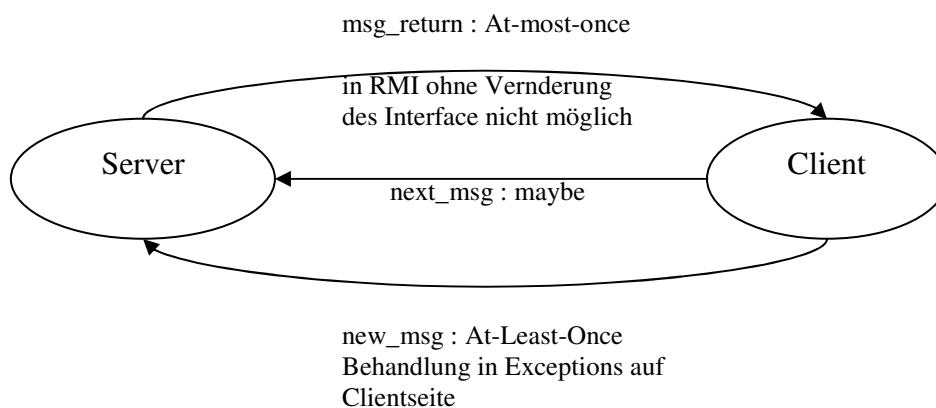 msg_return : At-most-once
in RMI ohne Vernderung
des Interface nicht möglich
Server
Client
next_msg : maybe
new_msg : At-Least-Once
Behandlung in Exceptions auf
Clientseite